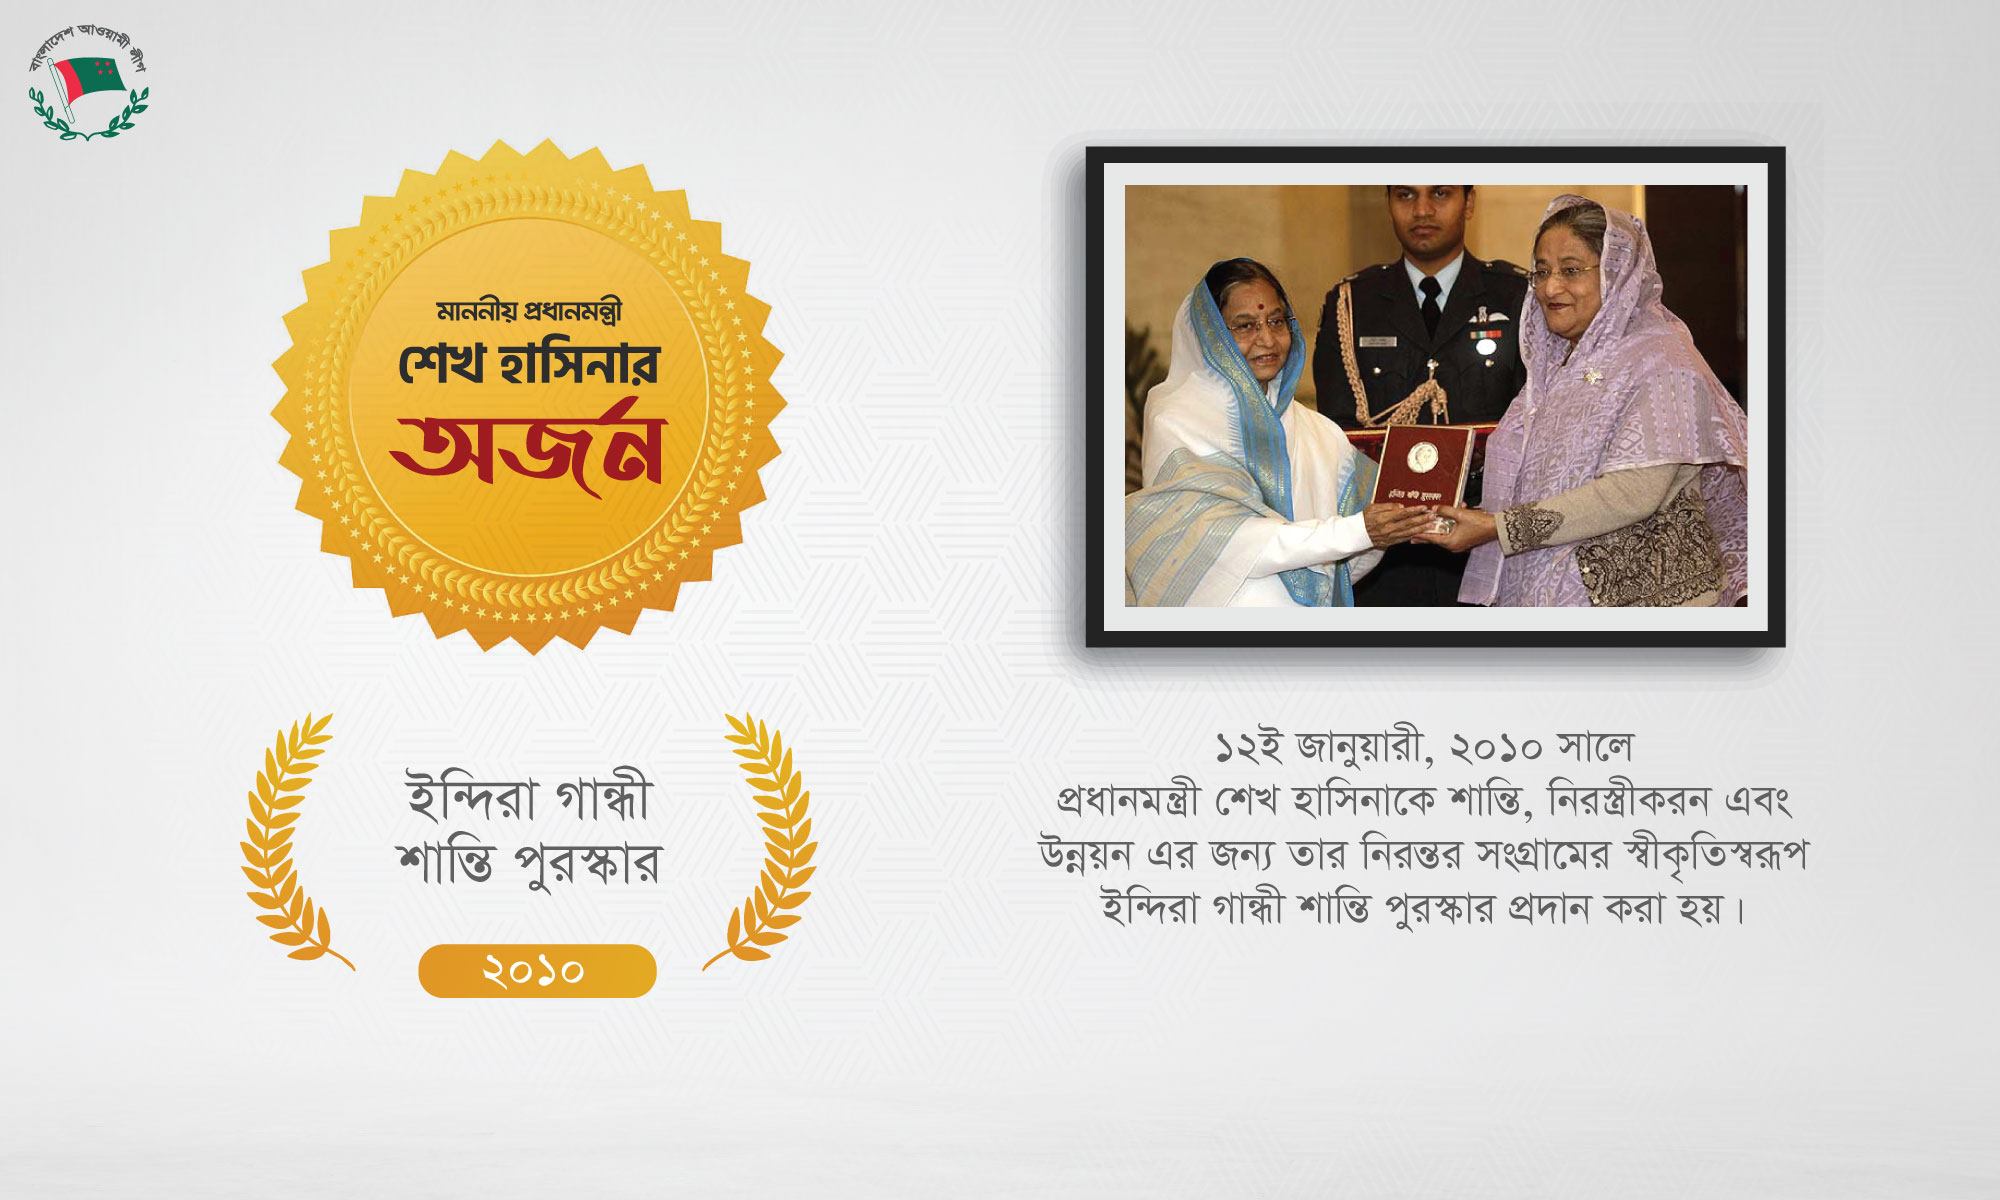 বাংলাদেশ আওয়ামী লীগ
মাননীয় প্রধানমন্ত্রী
শেখ হাসিনার
অর্জন
ইন্দিরা গান্ধী
শান্তি পুরস্কার
২০১০
১২ই জানুয়ারী, ২০১০ সালে
প্রধানমন্ত্রী শেখ হাসিনাকে শান্তি, নিরস্ত্রীকরন এবং
উন্নয়ন এর জন্য তার নিরন্তর সংগ্রামের স্বীকৃতিস্বরূপ
ইন্দিরা গান্ধী শান্তি পুরস্কার প্রদান করা হয়।